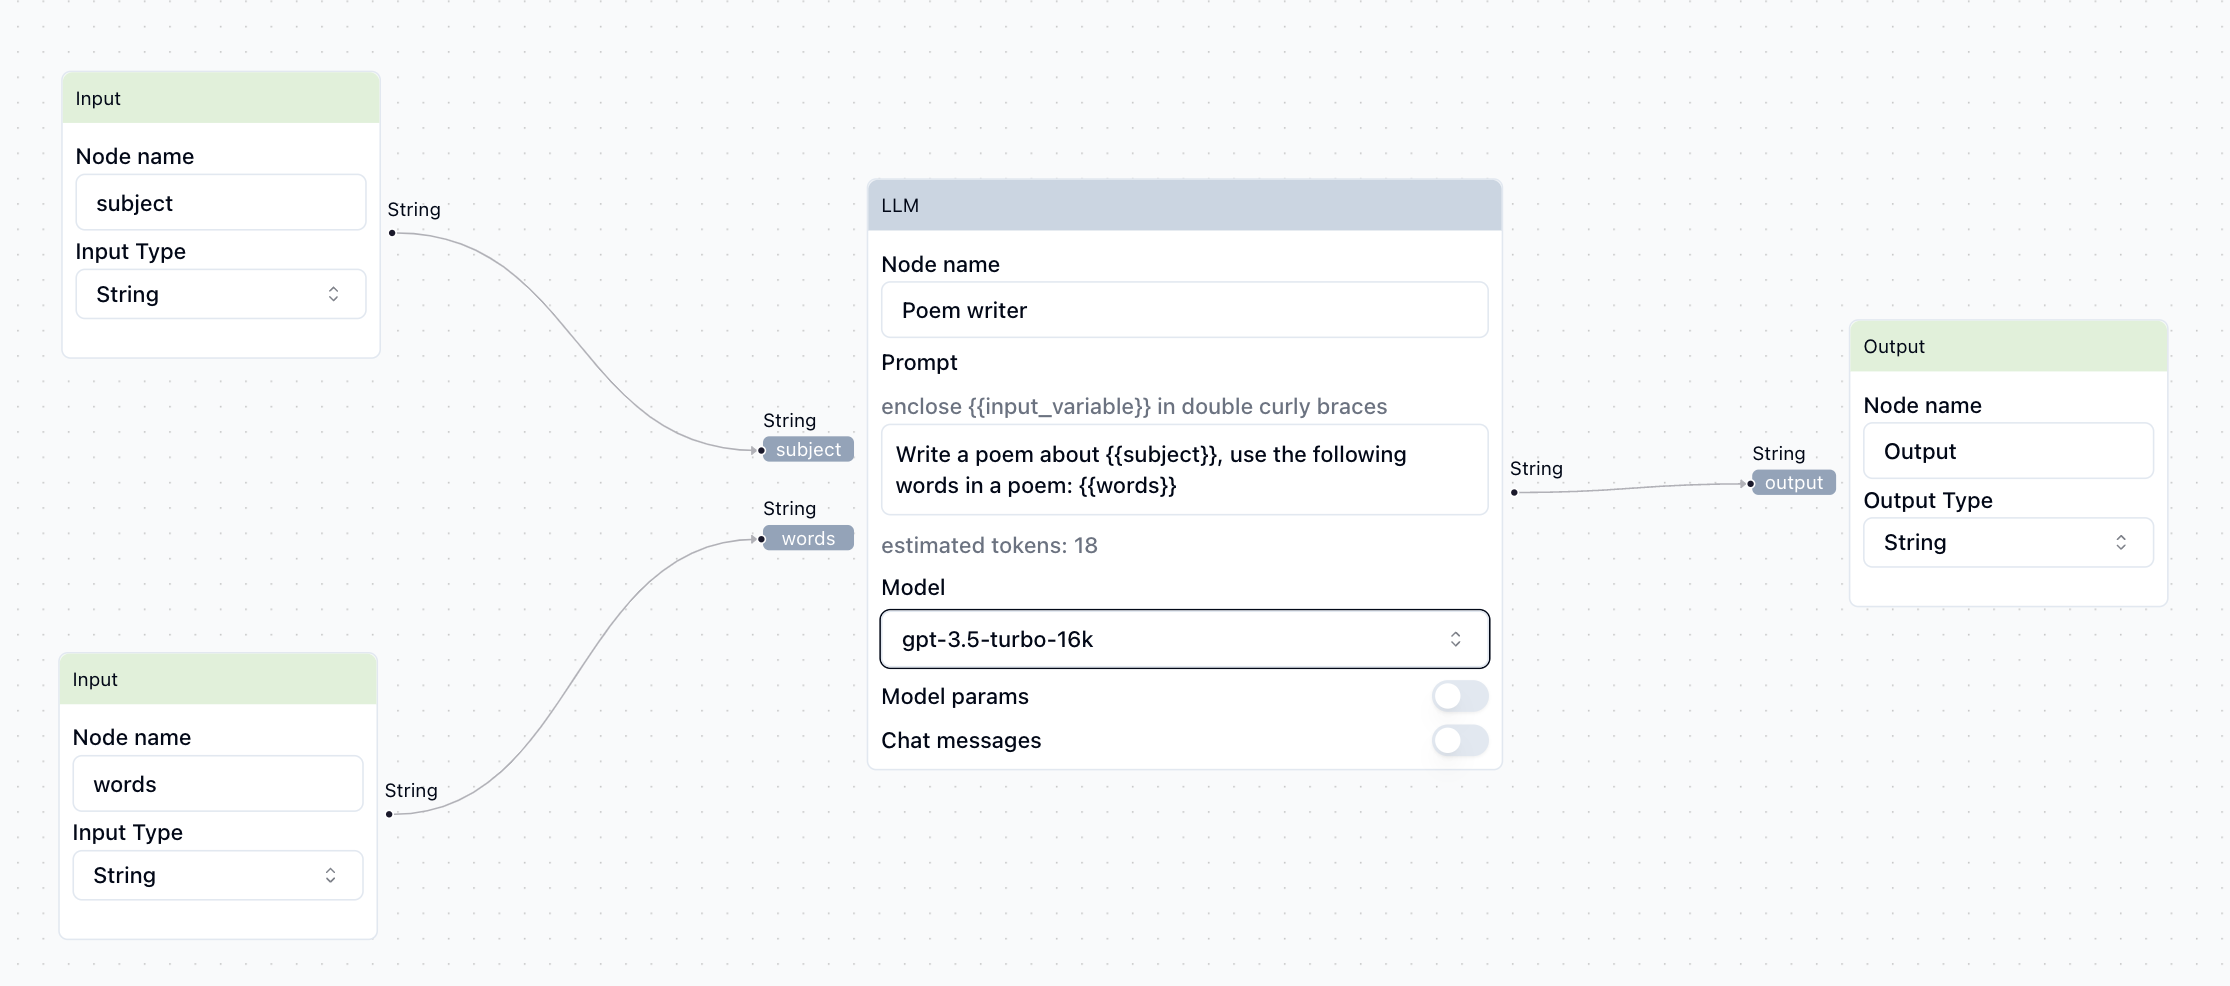 Input
Node name
subject
Input Type
String
String
Input
Node name
words
Input Type
String
String
String
subject
String
words
LLM
Node name
Poem writer
Prompt
enclose {{input_variable}} in double curly braces
Write a poem about {{subject}}, use the following
words in a poem: {{words}}
estimated tokens: 18
Model
gpt-3.5-turbo-16k
Model params
Chat messages
String
String
output
Output
Node name
Output
Output Type
String